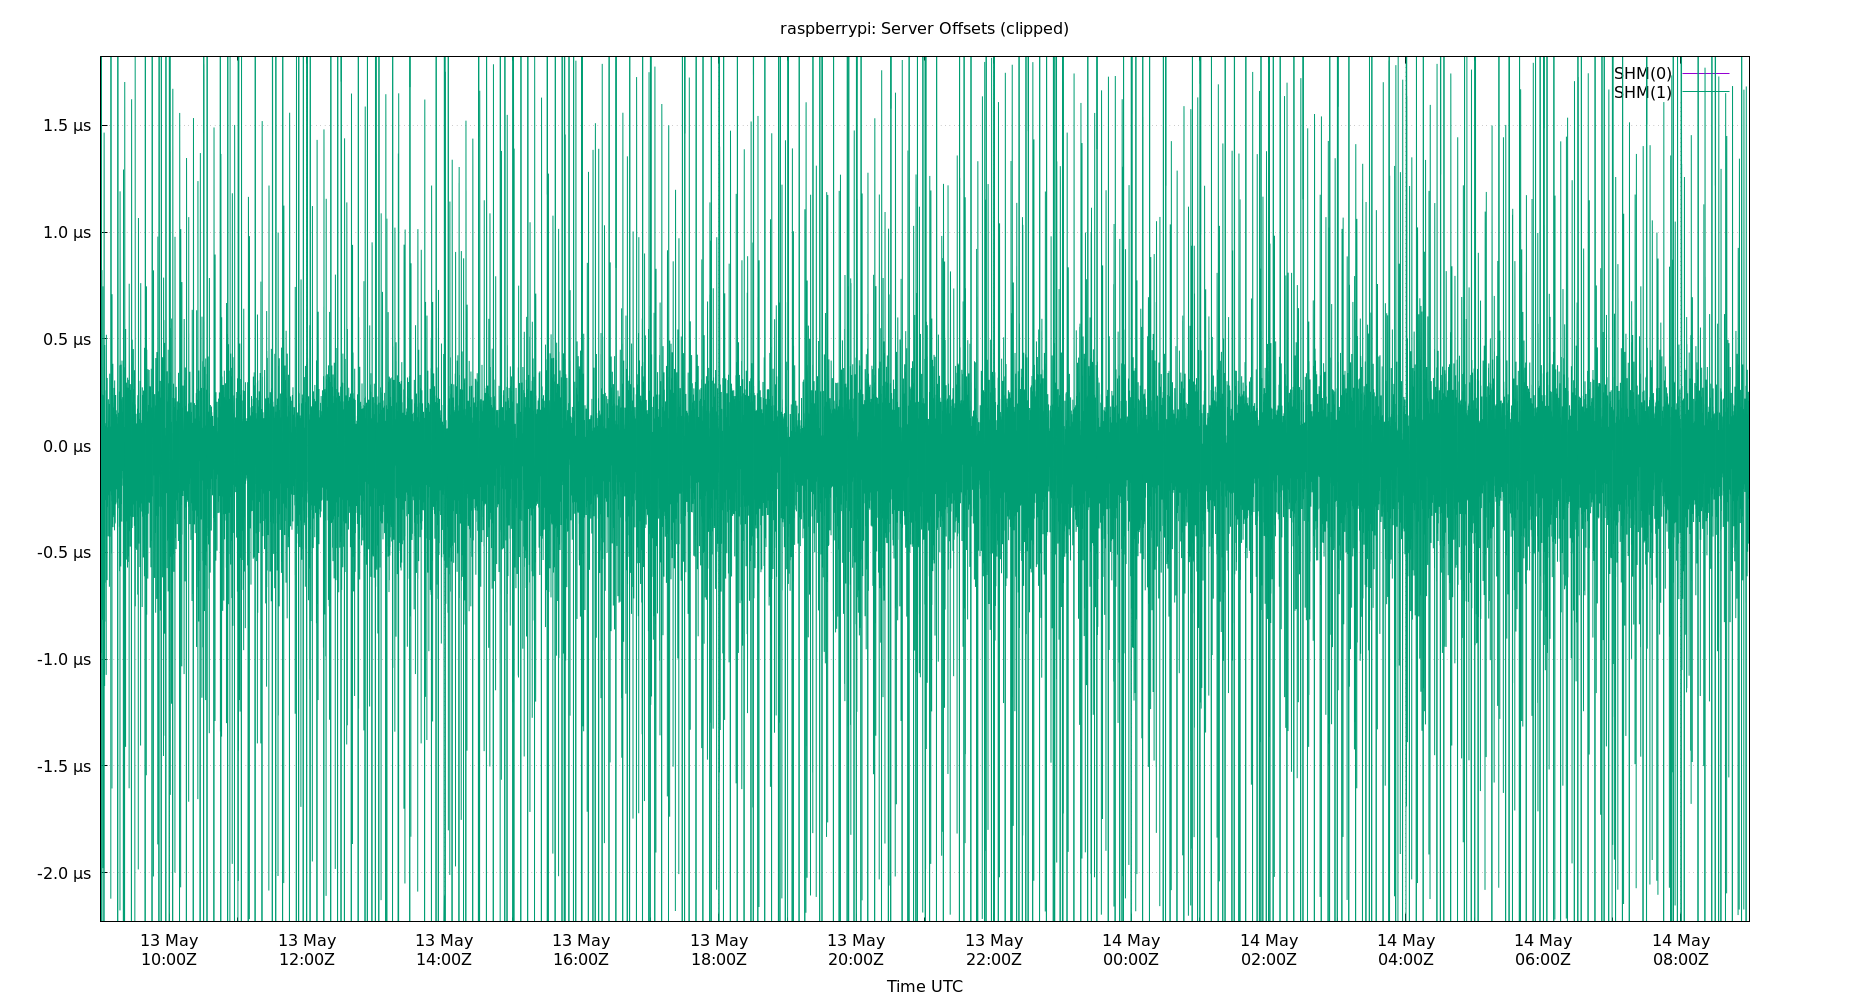 raspberrypi: Server Offsets (clipped)
SHM(0)
SHM(1)
1.5 µs
1.0 µs
0.5 µs
0.0 µs
-0.5 µs
-1.0 µs
-1.5 µs
-2.0 µs
13 May 13 May 13 May 13 May 13 May 13 May 13 May 14 May 14 May 14 May 14 May 14 May
10:00Z 12:00Z 14:00Z 16:00Z 18:00Z 20:00Z 22:00Z 00:00Z 02:00Z 04:00Z 06:00Z 08:00Z
Time UTC